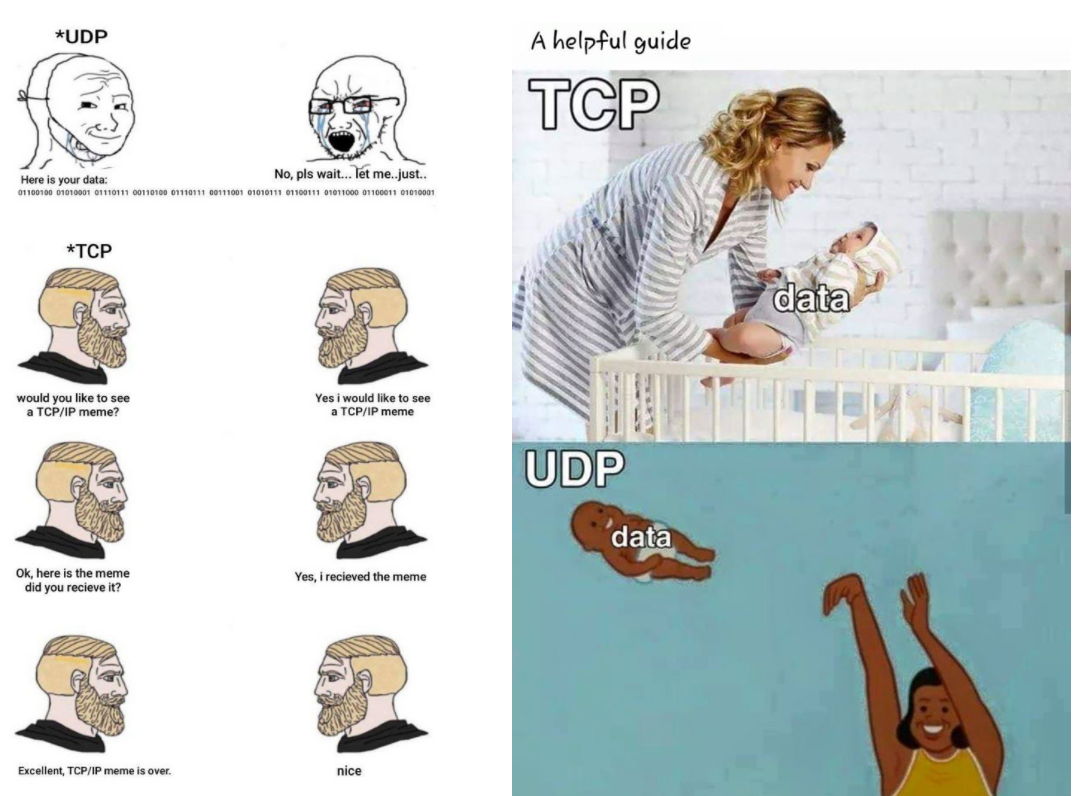 *UDP
Here is your data:
No, pls wait... let me..just..
01100100 01010001 01110111 00110100 01110111 00111001 01010111 01100111 01011000 01100011 01010001
*TCP
would you like to see
a TCP/IP meme?
Yes i would like to see
a TCP/IP meme
Ok, here is the meme
did you recieve it?
Yes, i recieved the meme
Excellent, TCP/IP meme is over.
nice
A helpful guide
TCP
data
UDP
data